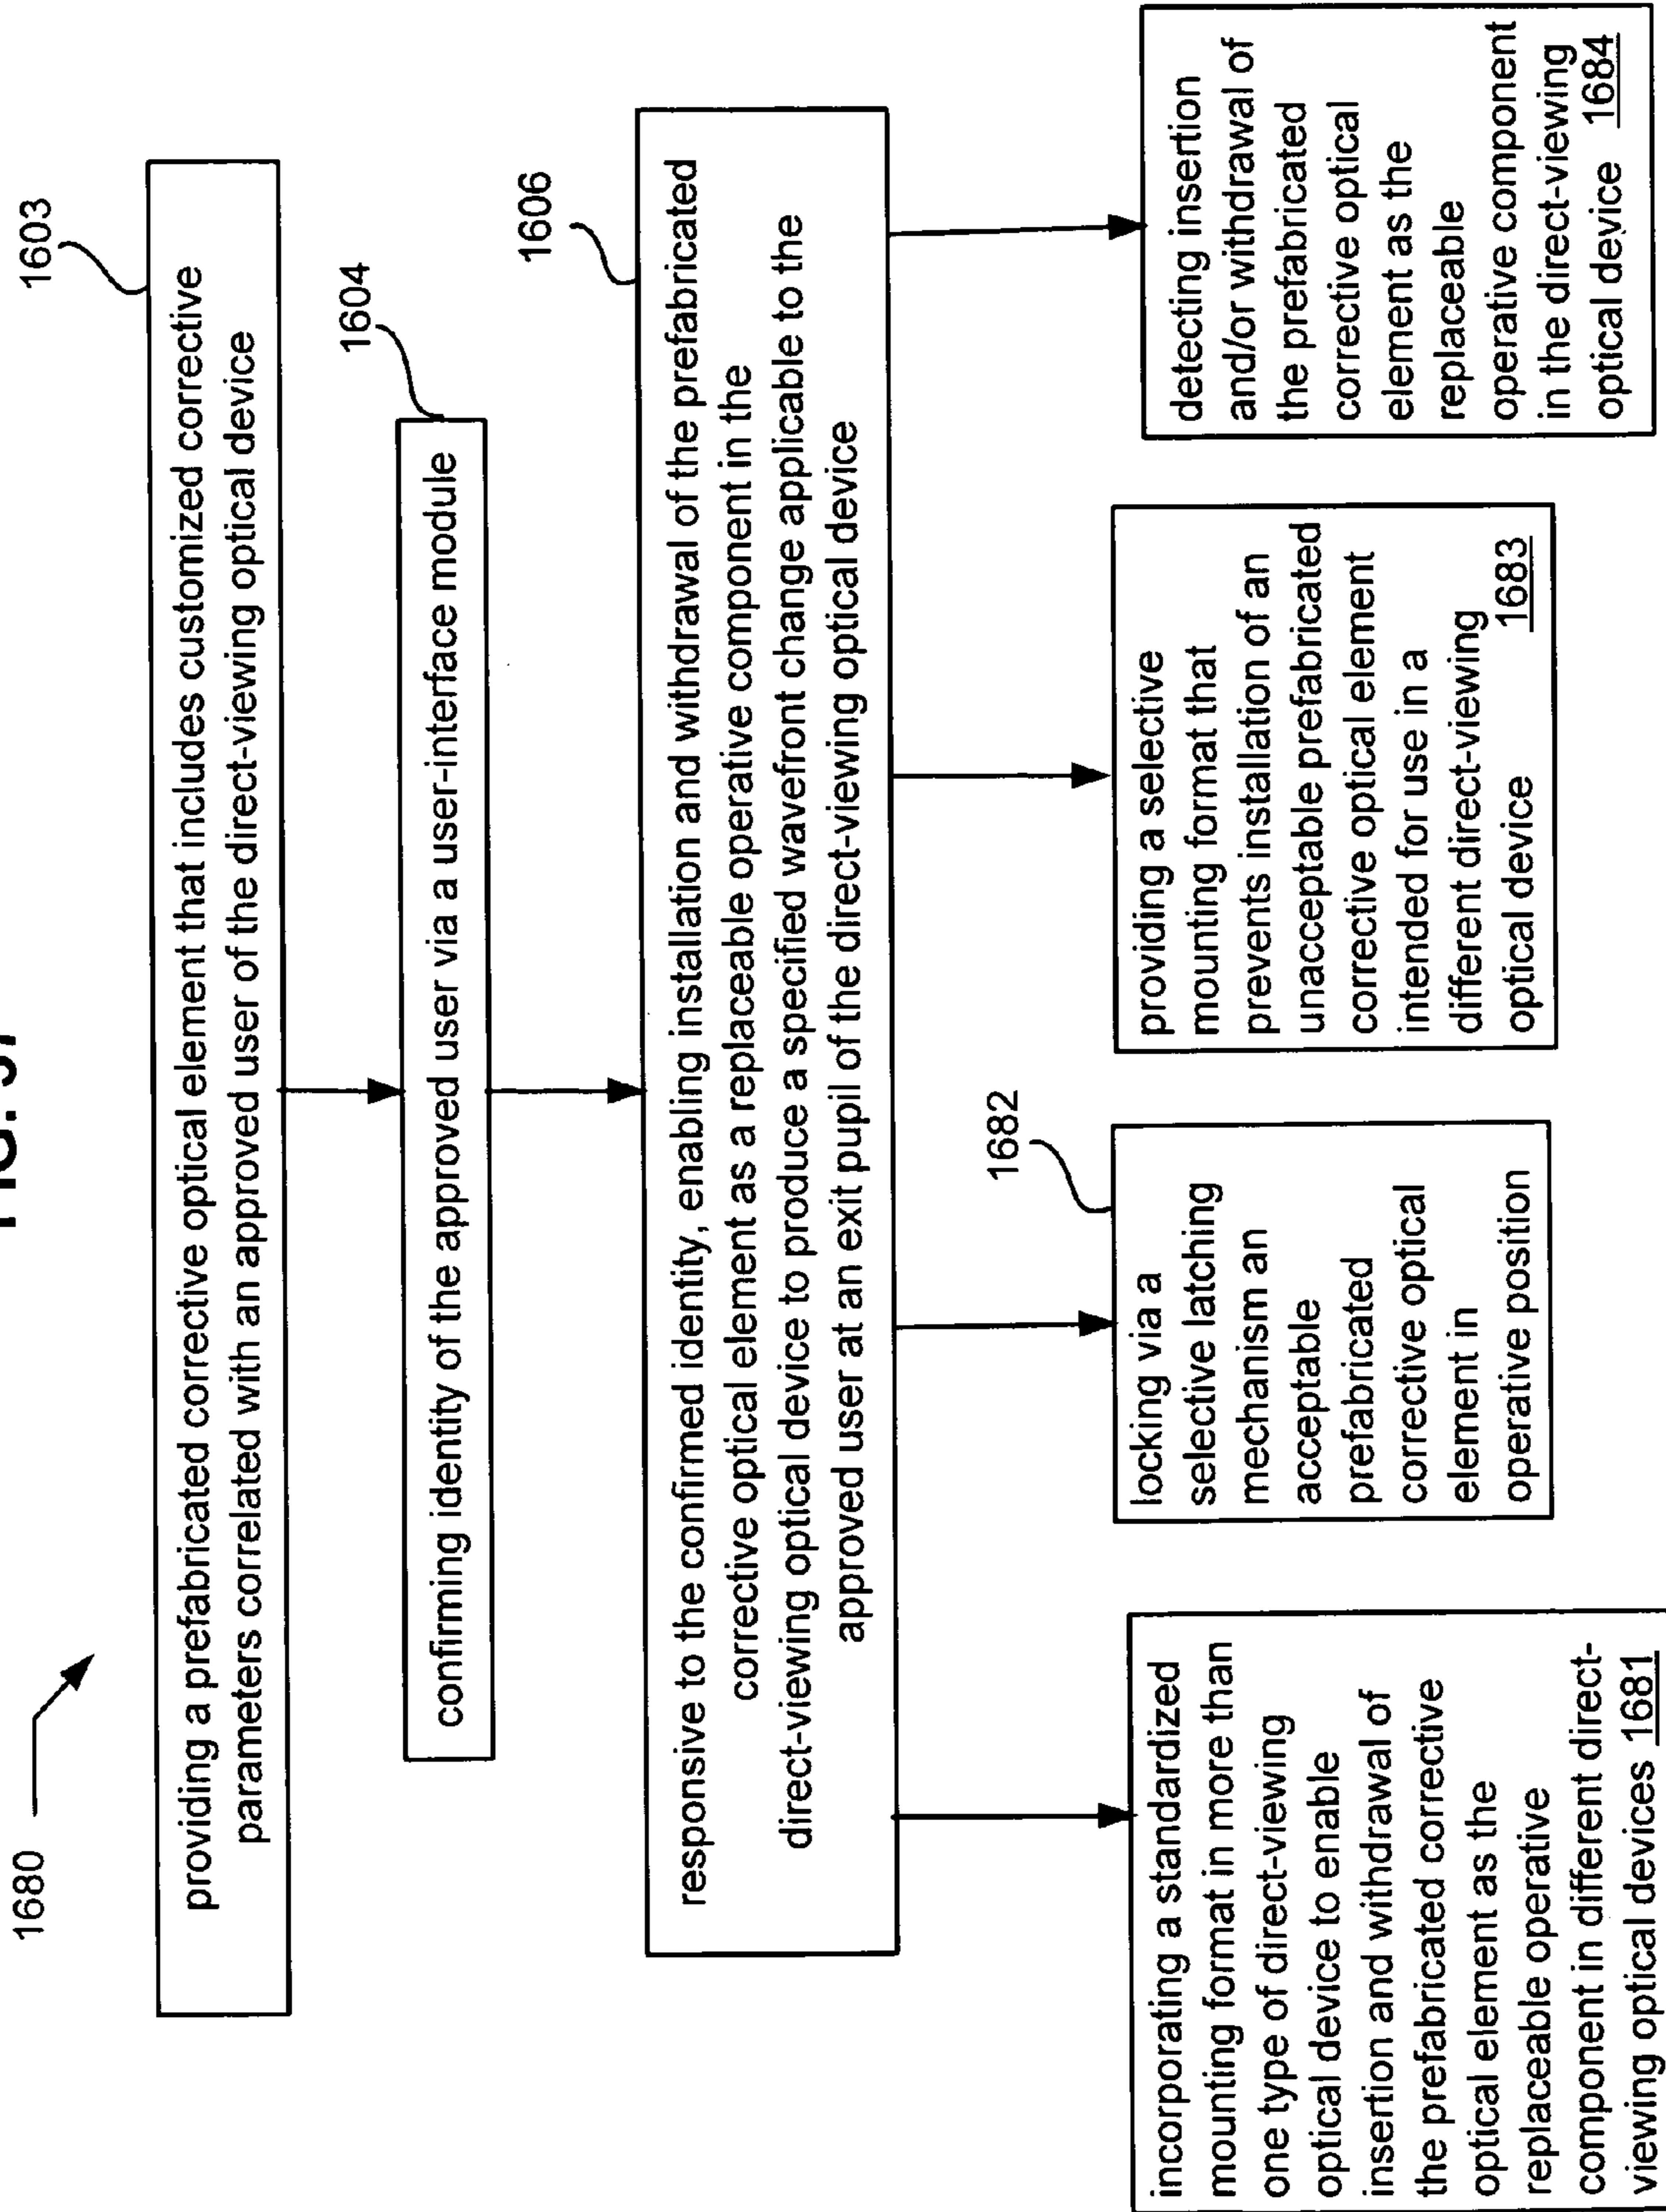 FIG.
1680
1603
providing a prefabricated corrective optical element that includes customized corrective
parameters correlated with an approved user of the direct-viewing optical device
1604
confirming identity of the approved user via a user-interface module
1606
responsive to the confirmed identity, enabling installation and withdrawal of the prefabricated
corrective optical element as a replaceable operative component in the
direct-viewing optical device to produce a specified wavefront change applicable to the
approved user at an exit pupil of the direct-viewing optical device
incorporating a standardized
mounting format in more than
one type of direct-viewing
optical device to enable
insertion and withdrawal of
the prefabricated corrective
optical element as the
replaceable operative
component in different direct-
viewing optical devices 1681
1682
locking via a
selective latching
mechanism an
acceptable
prefabricated
corrective optical
element in
operative position
providing a selective
mounting format that
prevents installation of an
unacceptable prefabricated
corrective optical element
intended for use in a
different direct-viewing
optical device 1683
detecting insertion
and/or withdrawal of
the prefabricated
corrective optical
element as the
replaceable
operative component
in the direct-viewing
optical device 1684